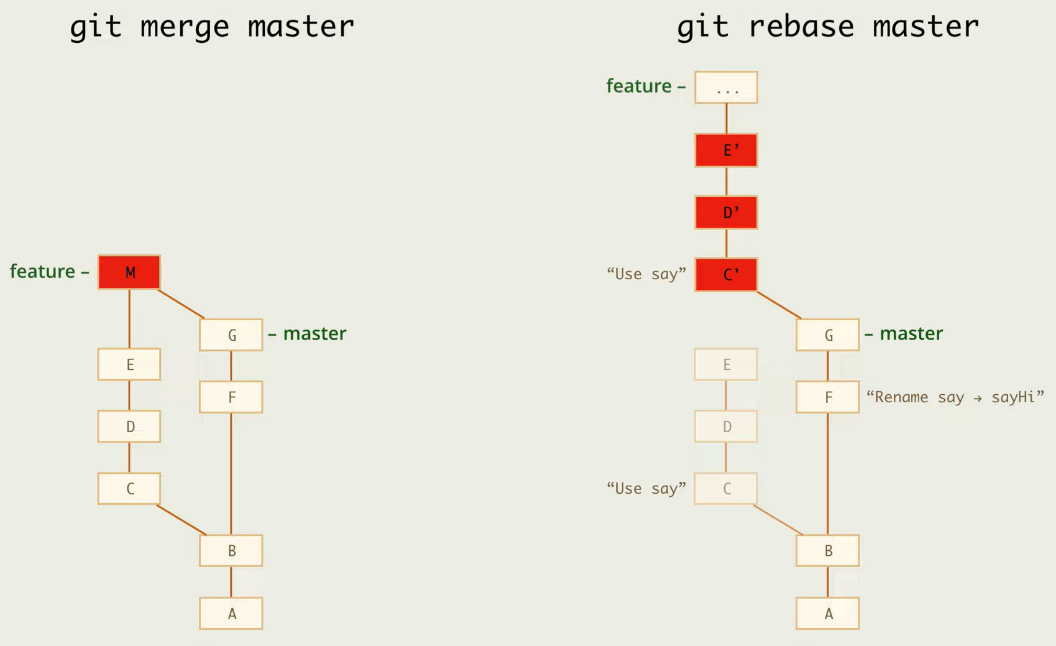 git merge master
feature –
M
G
– master
E
F
D
C
B
A
git rebase master
feature –
...
E’
D’
“Use say”
C’
G
– master
E
F
“Rename say → sayHi”
D
“Use say”
C
B
A